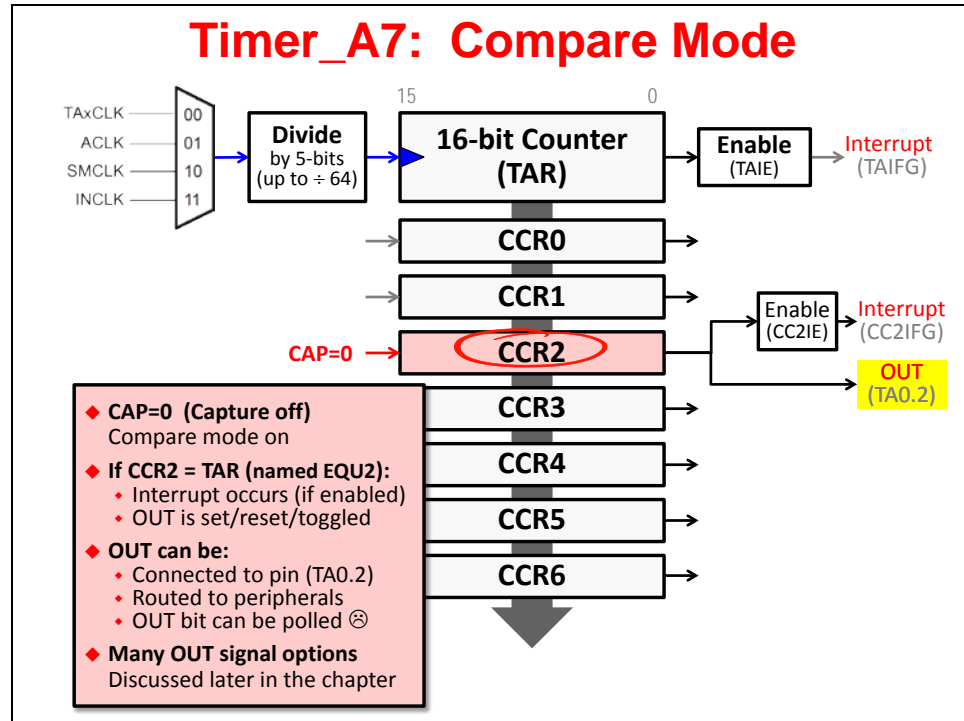 Timer_A7: Compare Mode
15
0
TAxCLK
ACLK
SMCLK
INCLK
00
01
10
11
Divide
by 5-bits
(up to ÷ 64)
16-bit Counter
(TAR)
Enable
(TAIE)
Interrupt
(TAIFG)
CCR0
CCR1
CAP=0
CCR2
Enable
(CC2IE)
Interrupt
(CC2IFG)
OUT
(TA0.2)
CCR3
CCR4
CCR5
CCR6
◆ CAP=0 (Capture off)
Compare mode on
◆ If CCR2 = TAR (named EQU2):
◆ Interrupt occurs (if enabled)
◆ OUT is set/reset/toggled
◆ OUT can be:
◆ Connected to pin (TA0.2)
◆ Routed to peripherals
◆ OUT bit can be polled ☹
◆ Many OUT signal options
Discussed later in the chapter